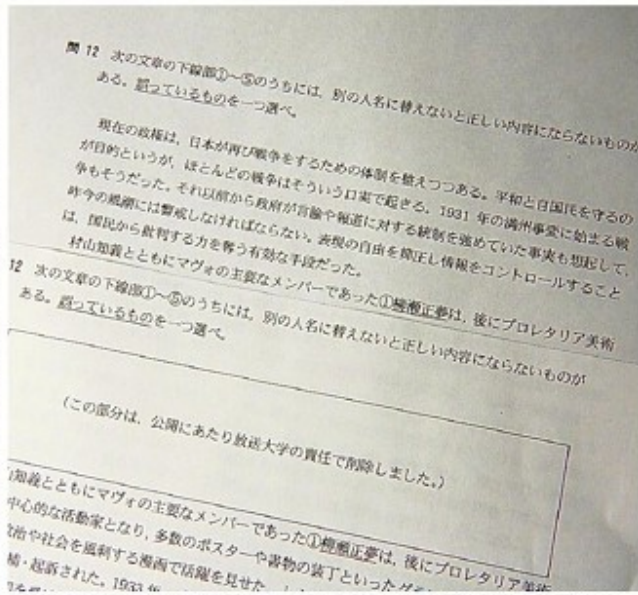 問 12 次の文章の下線部①~⑤のうちには、別の人名に替えないと正しい内容にならないものが
ある。誤っているものを一つ選べ。
現在の政権は、日本が再び戦争をするための体制を整えつつある。平和と自国民を守るの
が目的というが、ほとんどの戦争はそういう口実で起きる。1931 年の満州事変に始まる戦
争もそうだった。それ以前から政府が言論や報道に対する統制を強めていた事実も想起して、
昨今の風潮には警戒しなければならない。表現の自由を抑圧し情報をコントロールすること
は、国民から批判する力を奪う有効な手段だった。
村山知義とともにマヴォの主要なメンバーであった①柳瀬正夢は、後にプロレタリア美術
12 次の文章の下線部①~⑤のうちには、別の人名に替えないと正しい内容にならないものが
ある。誤っているものを一つ選べ。
(この部分は、公開にあたり放送大学の責任で削除しました。)
山知義とともにマヴォの主要なメンバーであった①柳瀬正夢は、後にプロレタリア美術
中心的な活動家となり、多数のポスターや書物の装丁といった
政治や社会を風刺する漫画で活躍を見せた。
捕・起訴された。1933 年